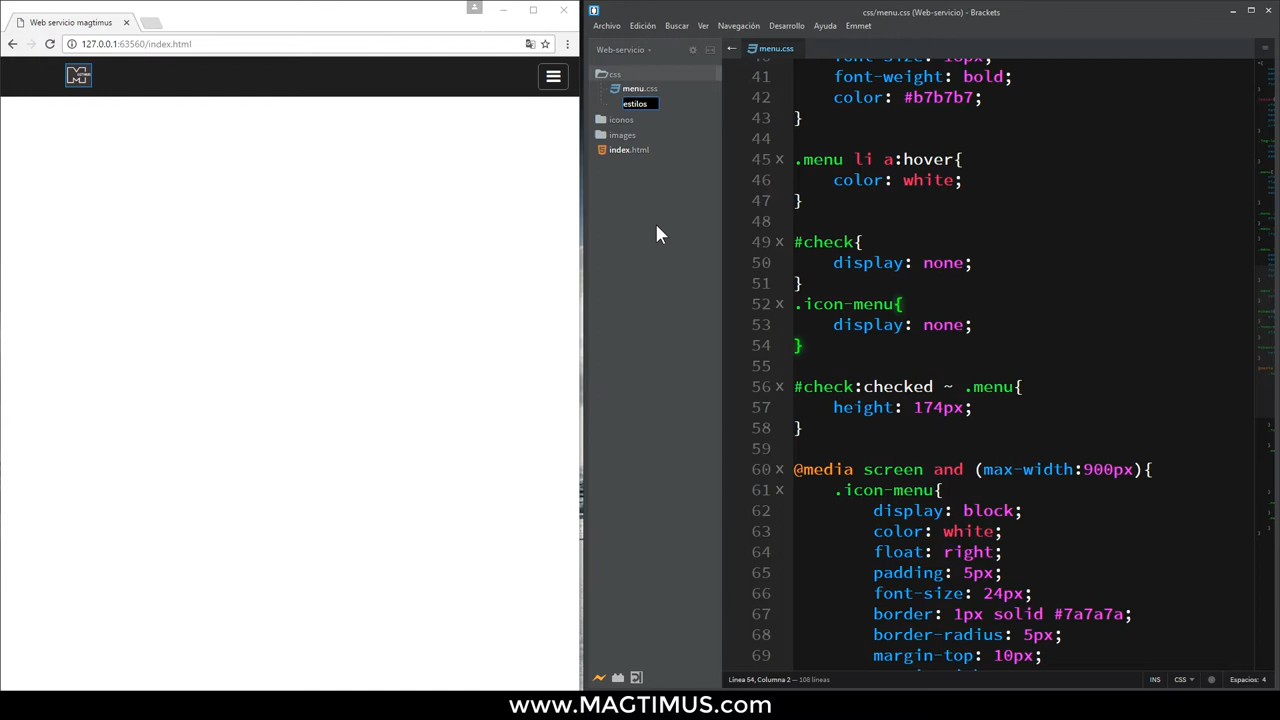 Web servicio magtimus
127.0.0.1:63560/index.html
MAGTIMUS
css/menu.css (Web-servicio) - Brackets
Archivo Edición Buscar Ver Navegación Desarrollo Ayuda Emmet
Web-servicio
css
menu.css
estilos
iconos
images
index.html
menu.css
41 font-weight: bold;
42 color: #b7b7b7;
43 }
44
45 .menu li a:hover{
46 color: white;
47 }
48
49 #check{
50 display: none;
51 }
52 .icon-menu{
53 display: none;
54 }
55
56 #check:checked ~ .menu{
57 height: 174px;
58 }
59
60 @media screen and (max-width:900px){
61 .icon-menu{
62 display: block;
63 color: white;
64 float: right;
65 padding: 5px;
66 font-size: 24px;
67 border: 1px solid #7a7a7a;
68 border-radius: 5px;
69 margin-top: 10px;
Línea 54, Columna 2 — 108 líneas
INS CSS Espacios: 4
www.MAGTIMUS.com